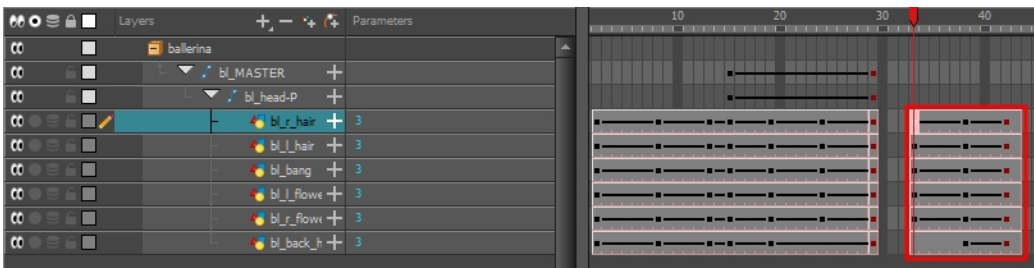 Layers Parameters 10 20 30 40
ballerina
bl_MASTER
bl_head-P
bl_r_hair 3
bl_l_hair 3
bl_bang 3
bl_l_flowe 3
bl_r_flowe 3
bl_back_h 3